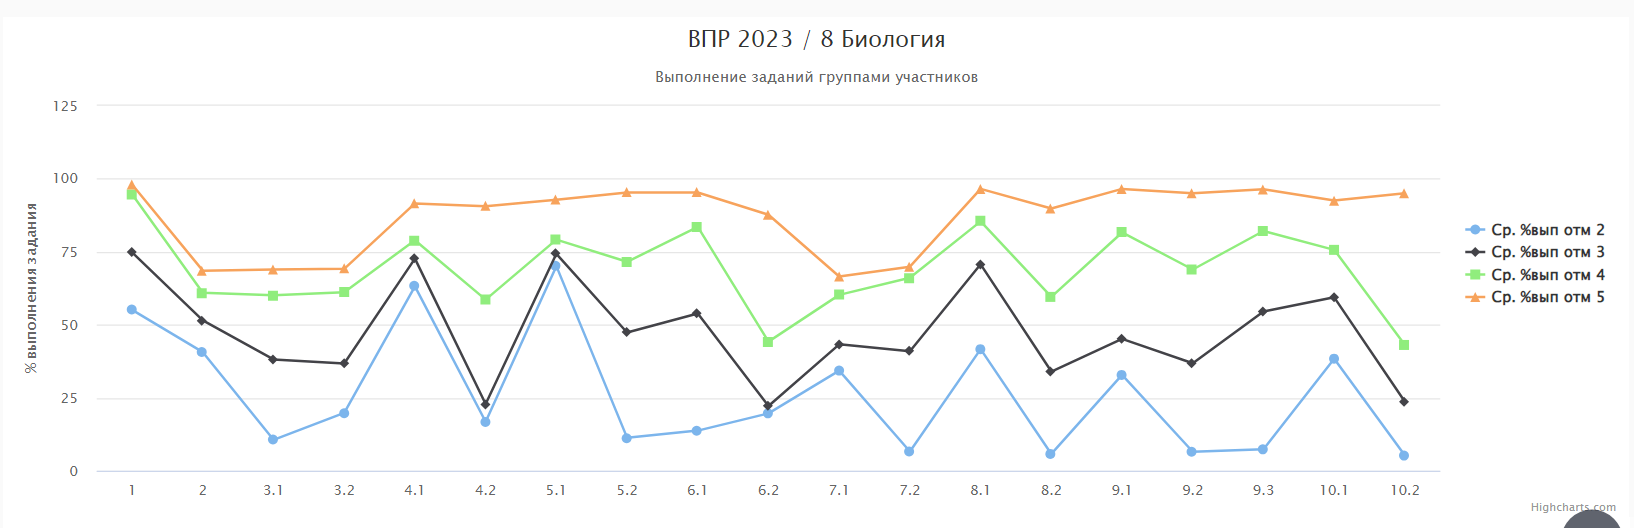 ВПР 2023 / 8 Биология
Выполнение заданий группами участников
% выполнения задания
125
100
75
50
25
0
1 2 3.1 3.2 4.1 4.2 5.1 5.2 6.1 6.2 7.1 7.2 8.1 8.2 9.1 9.2 9.3 10.1 10.2
Ср. %вып отм 2
Ср. %вып отм 3
Ср. %вып отм 4
Ср. %вып отм 5
Highcharts.com